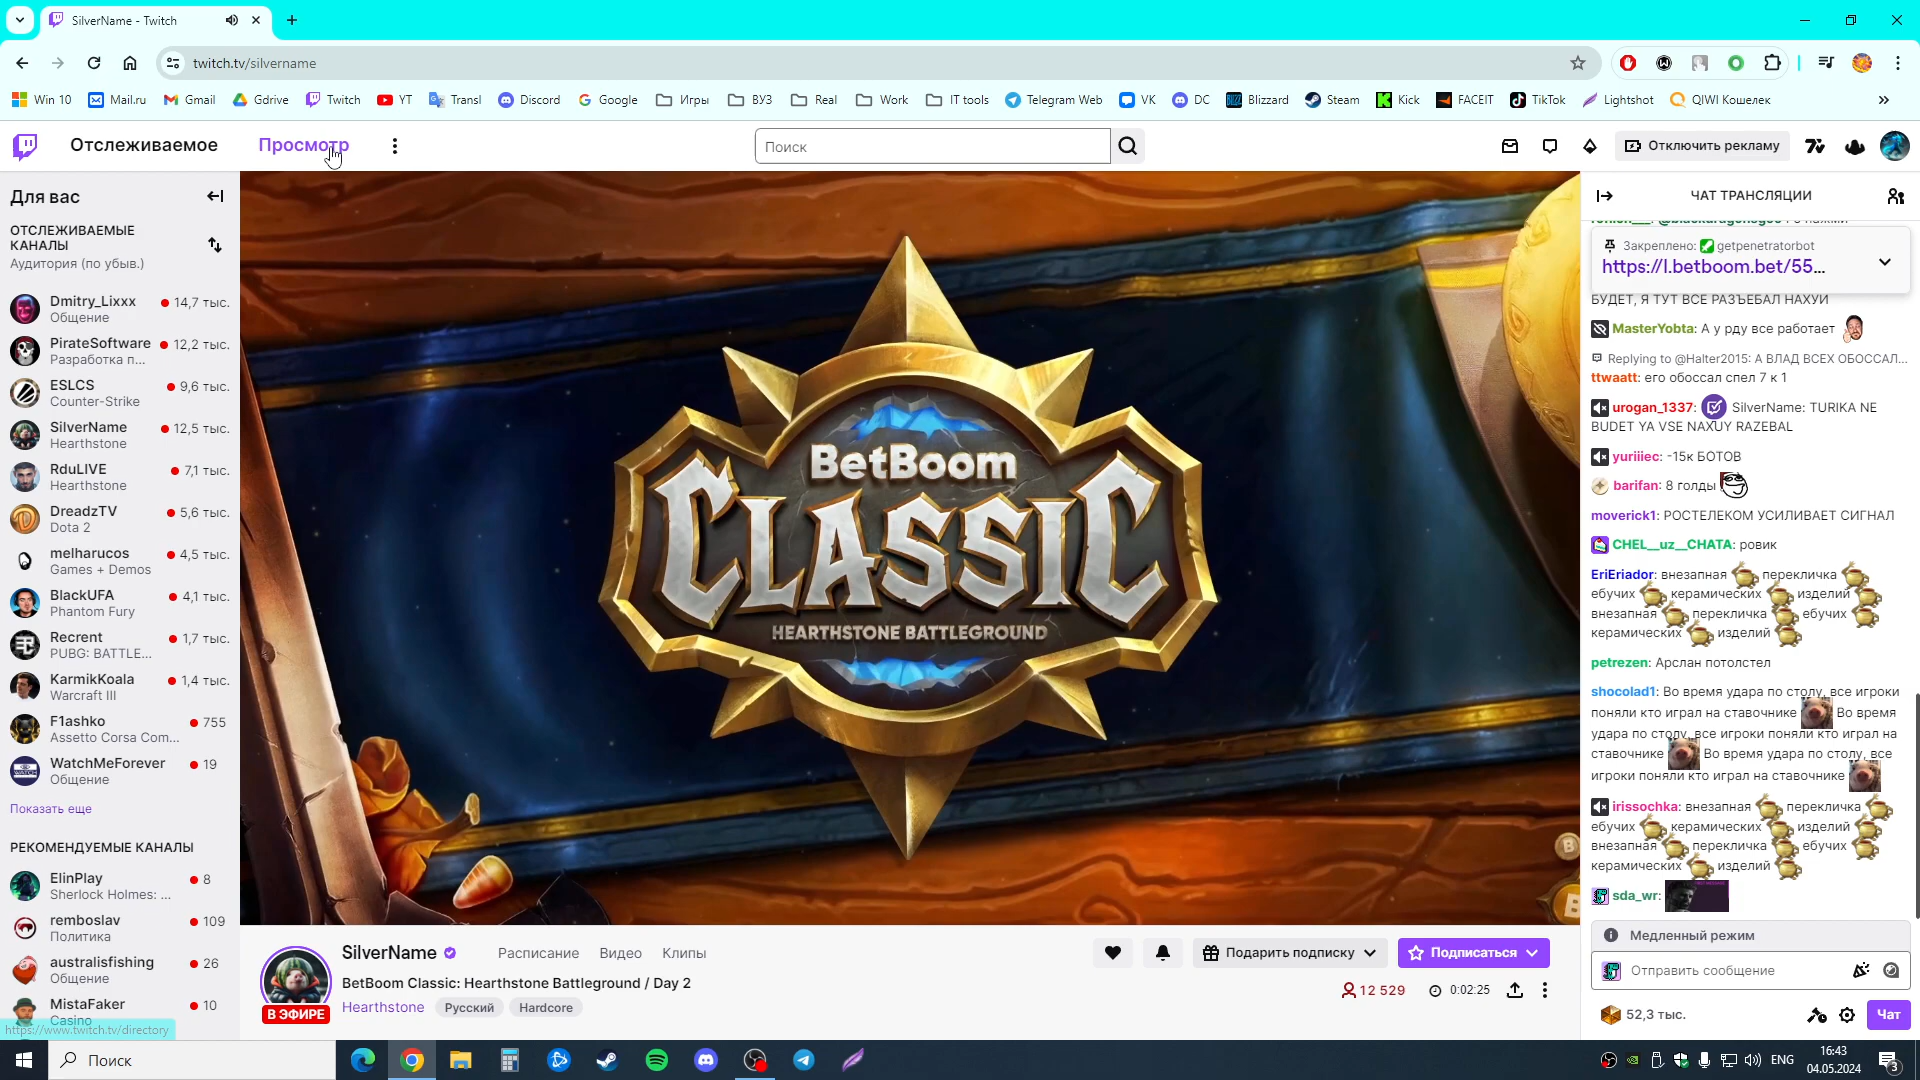 SilverName - Twitch
twitch.tv/silvername
Win 10
Mail.ru
Gmail
Gdrive
Twitch
YT
Transl
Discord
Google
Игры
ВУЗ
Real
Work
IT tools
Telegram Web
VK
DC
Blizzard
Steam
Kick
FACEIT
TikTok
Lightshot
QIWI Кошелек
Отслеживаемое
Просмотр
Поиск
Отключить рекламу
Для вас
ОТСЛЕЖИВАЕМЫЕ
КАНАЛЫ
Аудитория (по убыв.)
Dmitry_Lixxx 14,7 тыс.
Общение
PirateSoftware 12,2 тыс.
Разработка п...
ESLCS 9,6 тыс.
Counter-Strike
SilverName 12,5 тыс.
Hearthstone
RduLIVE 7,1 тыс.
Hearthstone
DreadzTV 5,6 тыс.
Dota 2
melharucos 4,5 тыс.
Games + Demos
BlackUFA 4,1 тыс.
Phantom Fury
Recrent 1,7 тыс.
PUBG: BATTLE...
KarmikKoala 1,4 тыс.
Warcraft III
F1ashko 755
Assetto Corsa Com...
WatchMeForever 19
Общение
Показать еще
РЕКОМЕНДУЕМЫЕ КАНАЛЫ
ElinPlay 8
Sherlock Holmes: ...
remboslav 109
Политика
australisfishing 26
Общение
MistaFaker 10
Casino
https://www.twitch.tv/directory
BetBoom
CLASSIC
HEARTHSTONE BATTLEGROUND
SilverName
Расписание
Видео
Клипы
Подарить подписку
Подписаться
BetBoom Classic: Hearthstone Battleground / Day 2
12 529
0:02:25
Hearthstone
Русский
Hardcore
В ЭФИРЕ
ЧАТ ТРАНСЛЯЦИИ
Закреплено: getpenetratorbot
https://l.betboom.bet/55...
БУДЕТ, Я ТУТ ВСЕ РАЗЪЕБАЛ НАХУЙ
MasterYobta: А у рду все работает
Replying to @Halter2015: А ВЛАД ВСЕХ ОБОССАЛ...
ttwaatt: его обоссал спел 7 к 1
urogan_1337: SilverName: TURIKA NE
BUDET YA VSE NAXUY RAZEBAL
yuriiiec: -15к БОТОВ
barifan: 8 голды
moverick1: РОСТЕЛЕКОМ УСИЛИВАЕТ СИГНАЛ
CHEL__uz__CHATA: ровик
EriEriador: внезапная перекличка
ебучих керамических изделий
внезапная перекличка ебучих
керамических изделий
petrezen: Арслан потолстел
shocolad1: Во время удара по столу, все игроки
поняли кто играл на ставочнике Во время
удара по столу, все игроки поняли кто играл на
ставочнике Во время удара по столу, все
игроки поняли кто играл на ставочнике
irissochka: внезапная перекличка
ебучих керамических изделий
внезапная перекличка ебучих
керамических изделий
sda_wr:
Медленный режим
Отправить сообщение
52,3 тыс.
Чат
Поиск
ENG
16:43
04.05.2024
3